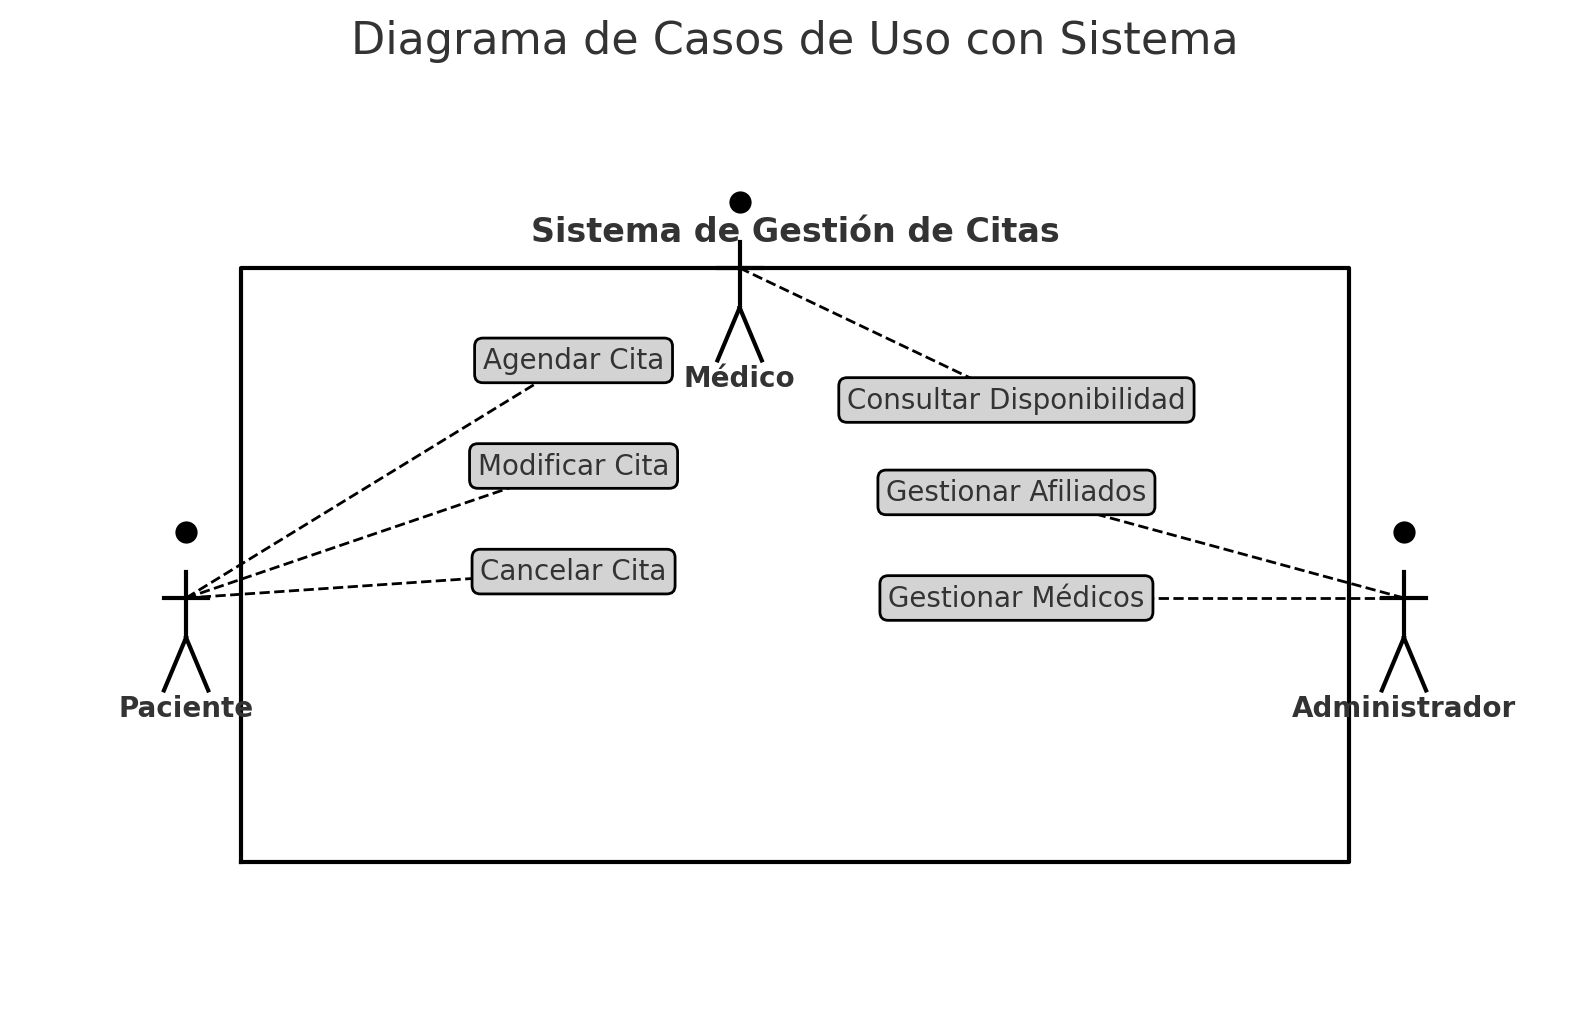 Diagrama de Casos de Uso con Sistema
Sistema de Gestión de Citas
Agendar Cita
Médico
Consultar Disponibilidad
Modificar Cita
Gestionar Afiliados
Cancelar Cita
Gestionar Médicos
Paciente
Administrador